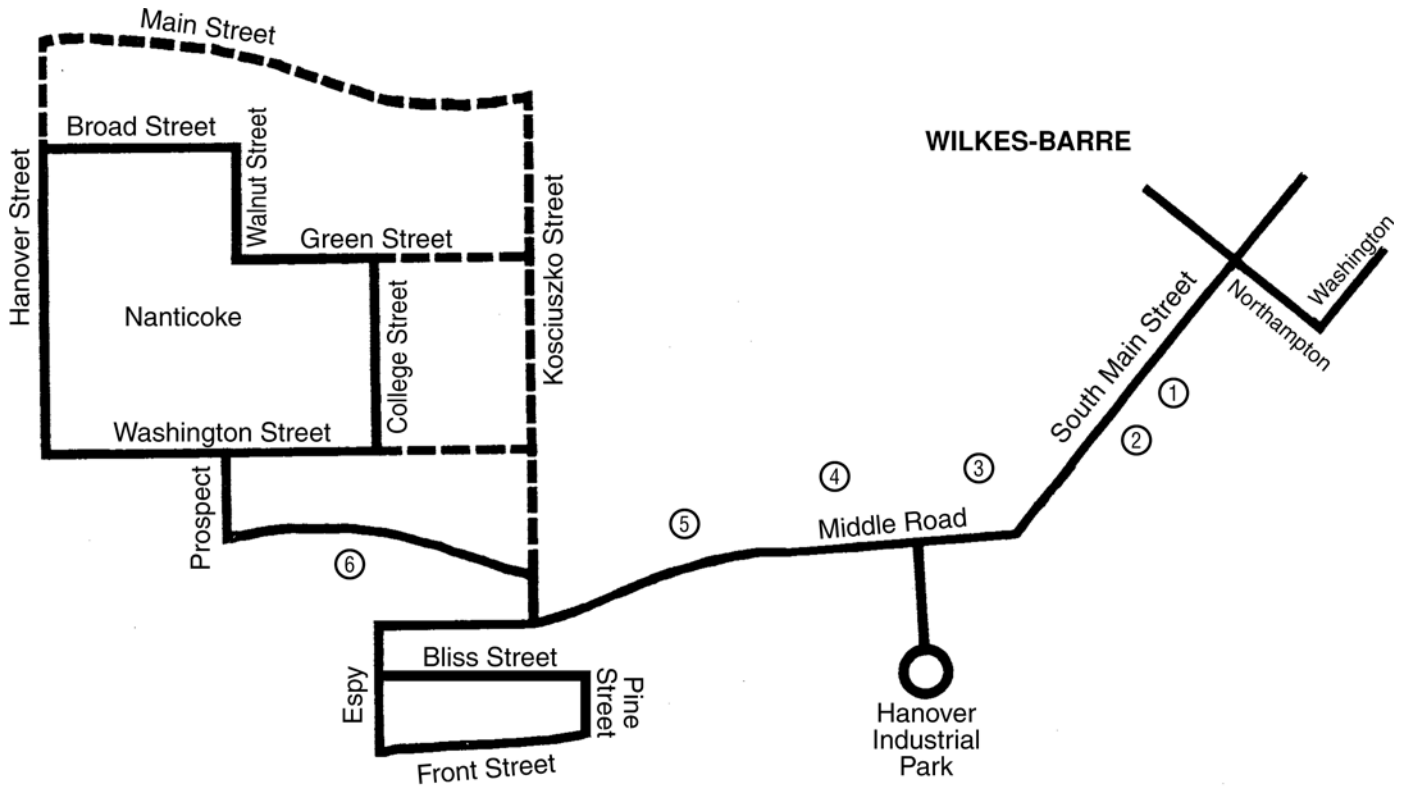 Main Street
Broad Street
Walnut Street
Hanover Street
Green Street
Kosciuszko Street
Nanticoke
College Street
Washington Street
Prospect
6
5
4
3
2
1
WILKES-BARRE
Washington
Northampton
South Main Street
Middle Road
Bliss Street
Espy
Pine
Street
Front Street
Hanover
Industrial
Park